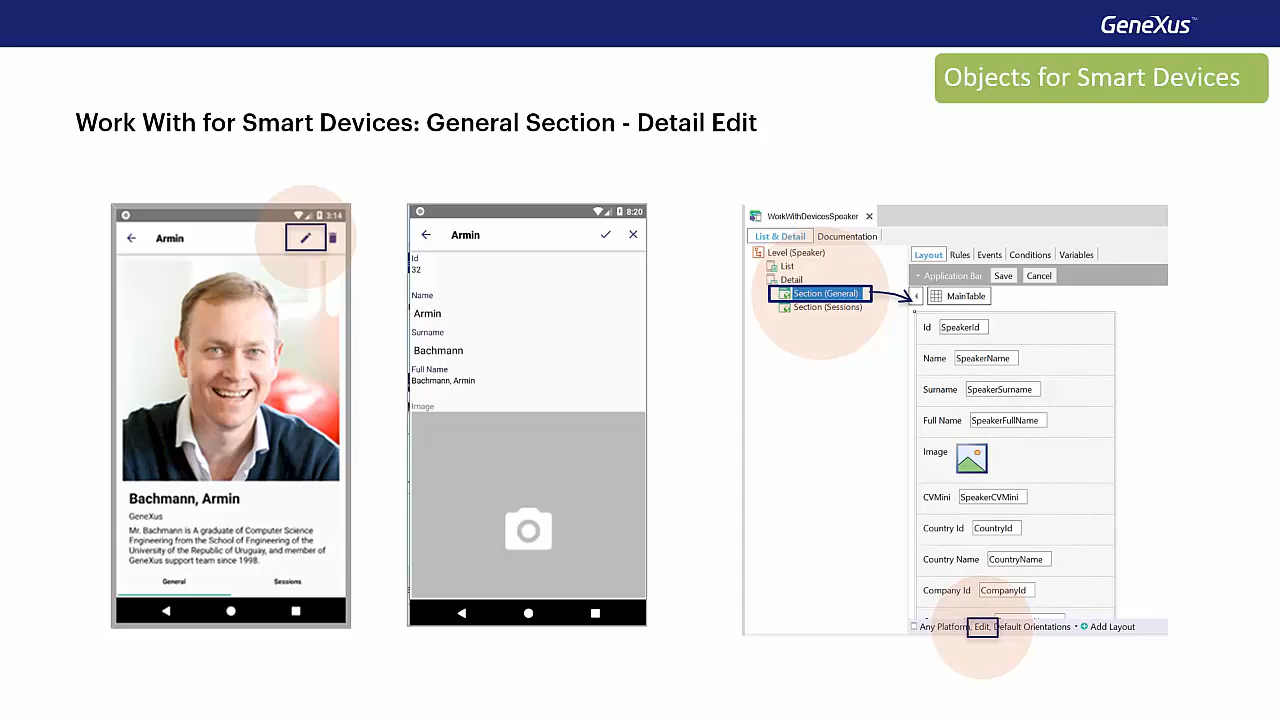 GeneXus™
Objects for Smart Devices
Work With for Smart Devices: General Section - Detail Edit
3:14
Armin
Bachmann, Armin
GeneXus
Mr. Bachmann is A graduate of Computer Science
Engineering from the School of Engineering of the
University of the Republic of Uruguay, and member of
GeneXus support team since 1998.
General Sessions
8:20
Armin
Id
32
Name
Armin
Surname
Bachmann
Full Name
Bachmann, Armin
Image
WorkWithDevicesSpeaker
List & Detail Documentation
Level (Speaker)
List
Detail
Section (General)
Section (Sessions)
Layout Rules Events Conditions Variables
Application Bar Save Cancel
MainTable
Id SpeakerId
Name SpeakerName
Surname SpeakerSurname
Full Name SpeakerFullName
Image
CVMini SpeakerCVMini
Country Id CountryId
Country Name CountryName
Company Id CompanyId
Any Platform, Edit, Default Orientations • Add Layout